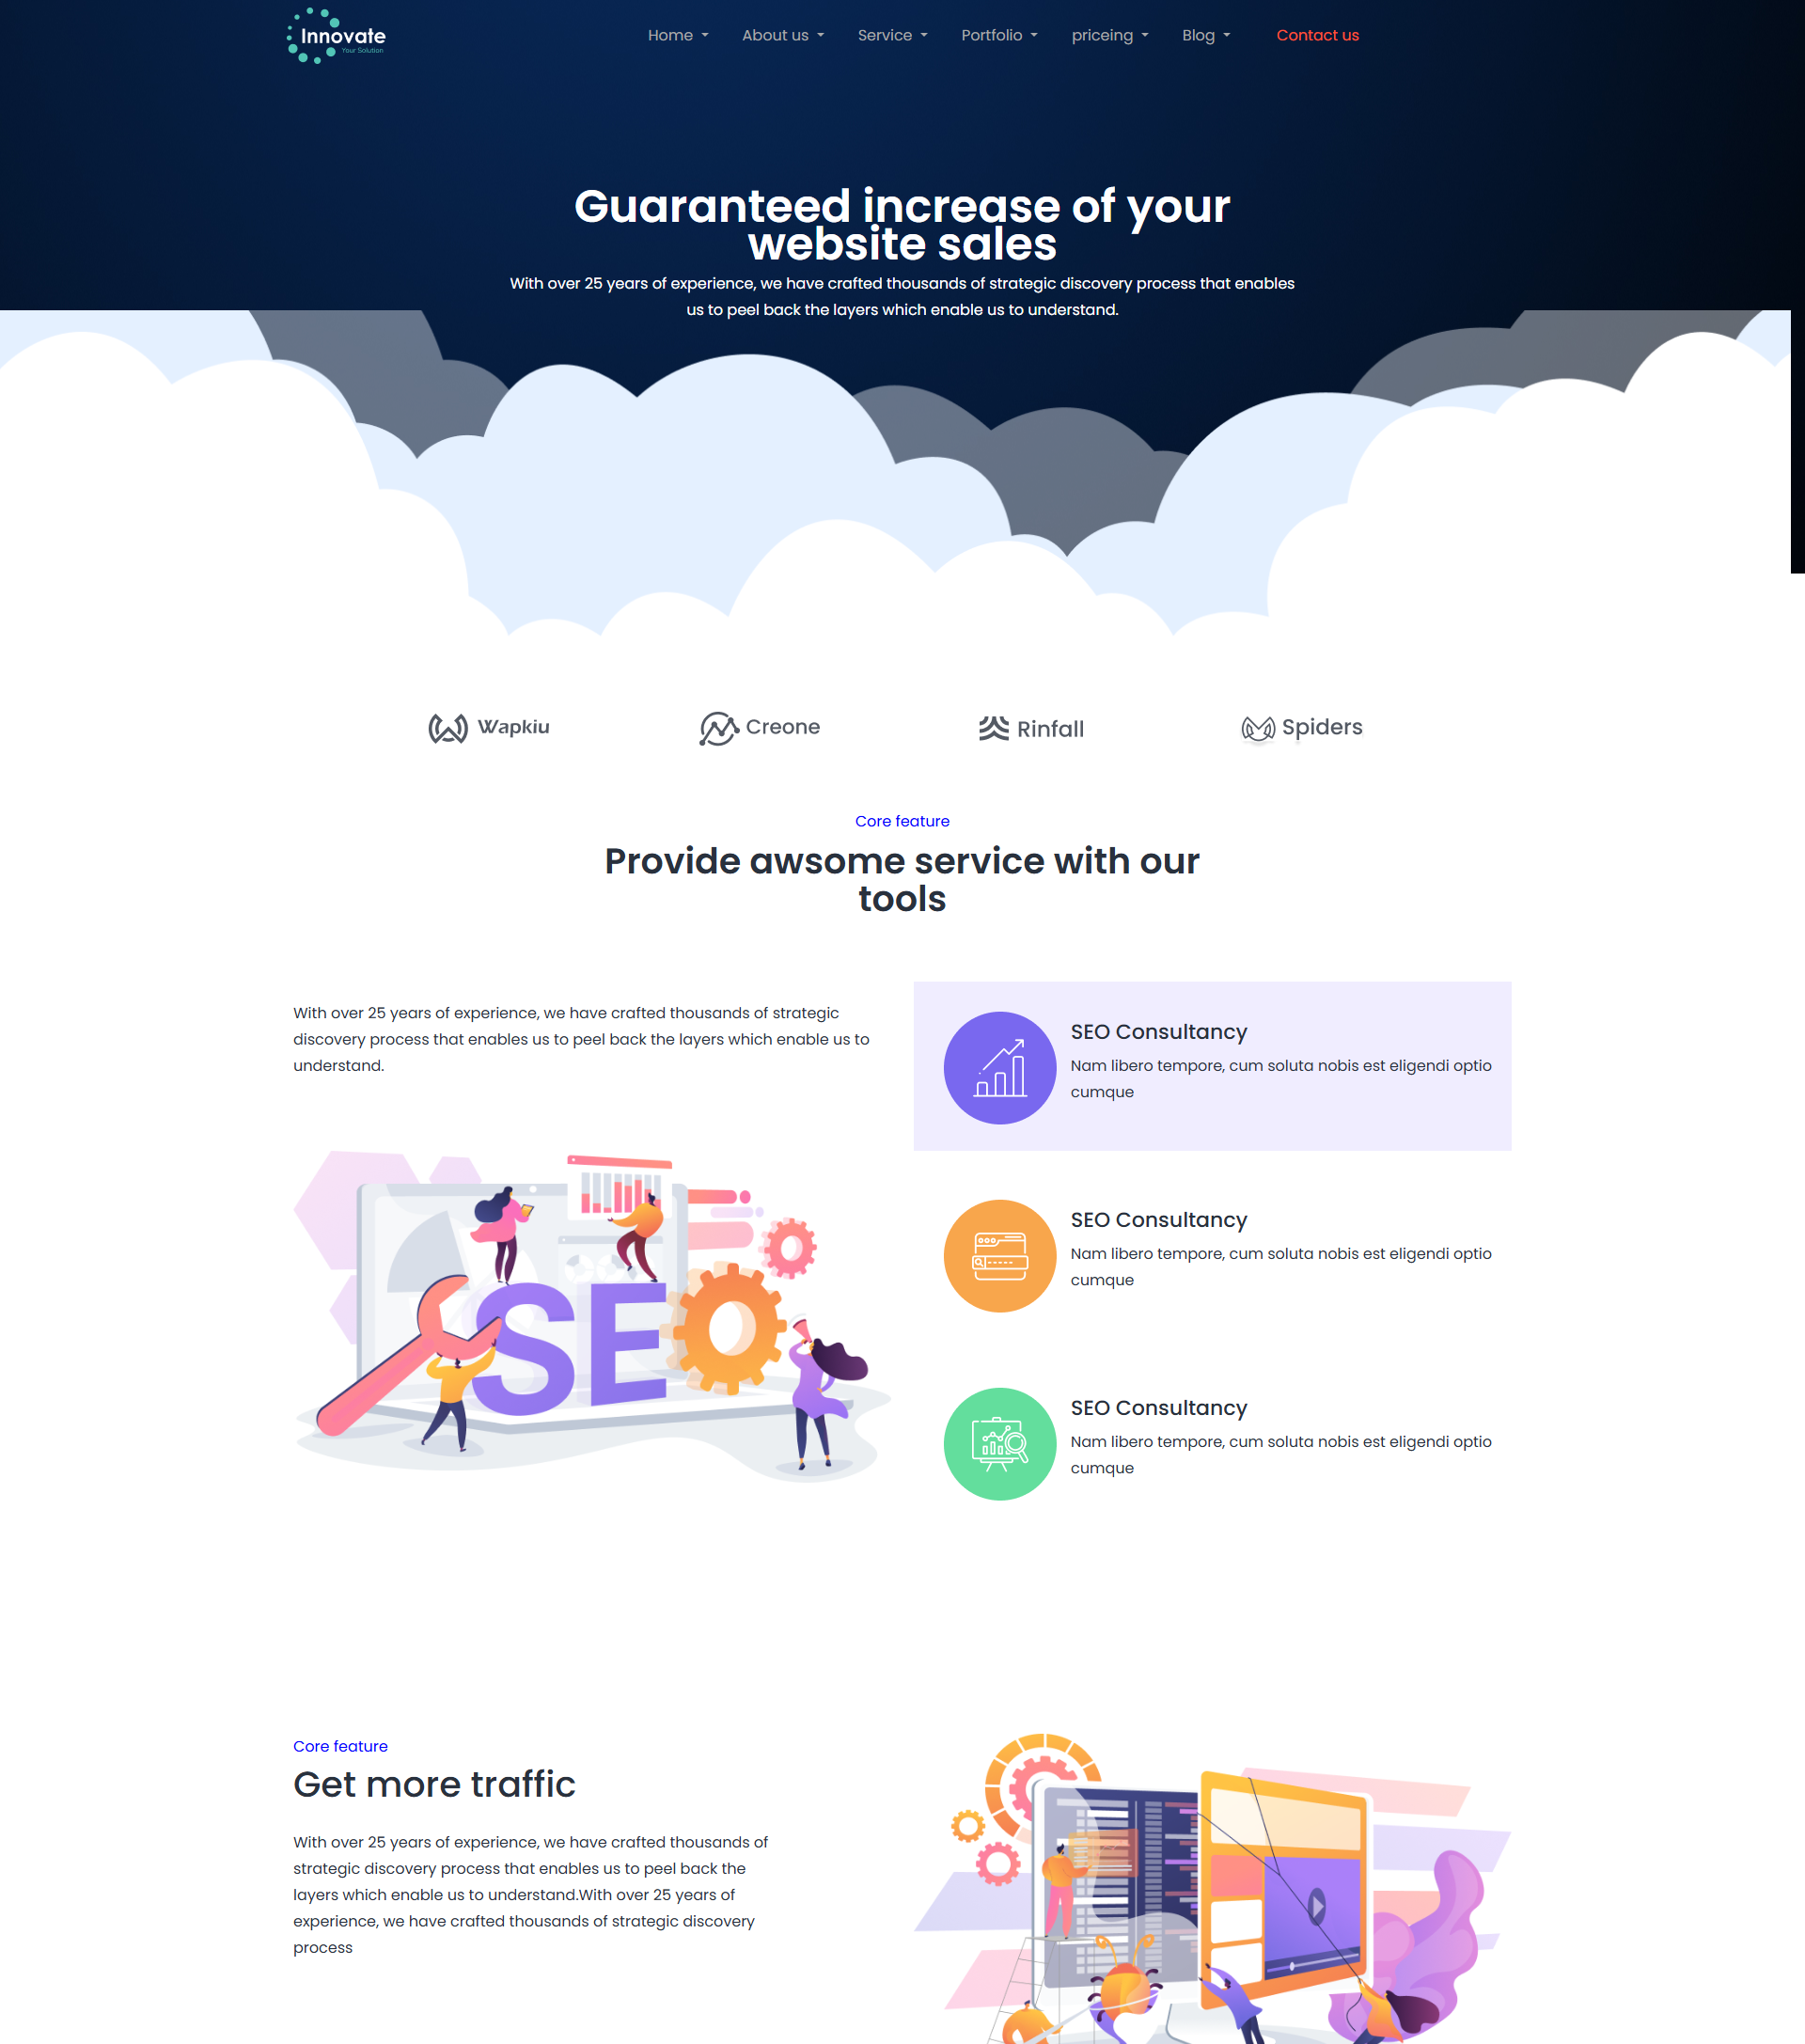 Innovate
Your Solution
Home
About us
Service
Portfolio
priceing
Blog
Contact us
Guaranteed increase of your
website sales
With over 25 years of experience, we have crafted thousands of strategic discovery process that enables
us to peel back the layers which enable us to understand.
Wapkiu
Creone
Rinfall
Spiders
Core feature
Provide awsome service with our
tools
With over 25 years of experience, we have crafted thousands of strategic
discovery process that enables us to peel back the layers which enable us to
understand.
SEO
SEO Consultancy
Nam libero tempore, cum soluta nobis est eligendi optio
cumque
SEO Consultancy
Nam libero tempore, cum soluta nobis est eligendi optio
cumque
SEO Consultancy
Nam libero tempore, cum soluta nobis est eligendi optio
cumque
Core feature
Get more traffic
With over 25 years of experience, we have crafted thousands of
strategic discovery process that enables us to peel back the
layers which enable us to understand.With over 25 years of
experience, we have crafted thousands of strategic discovery
process